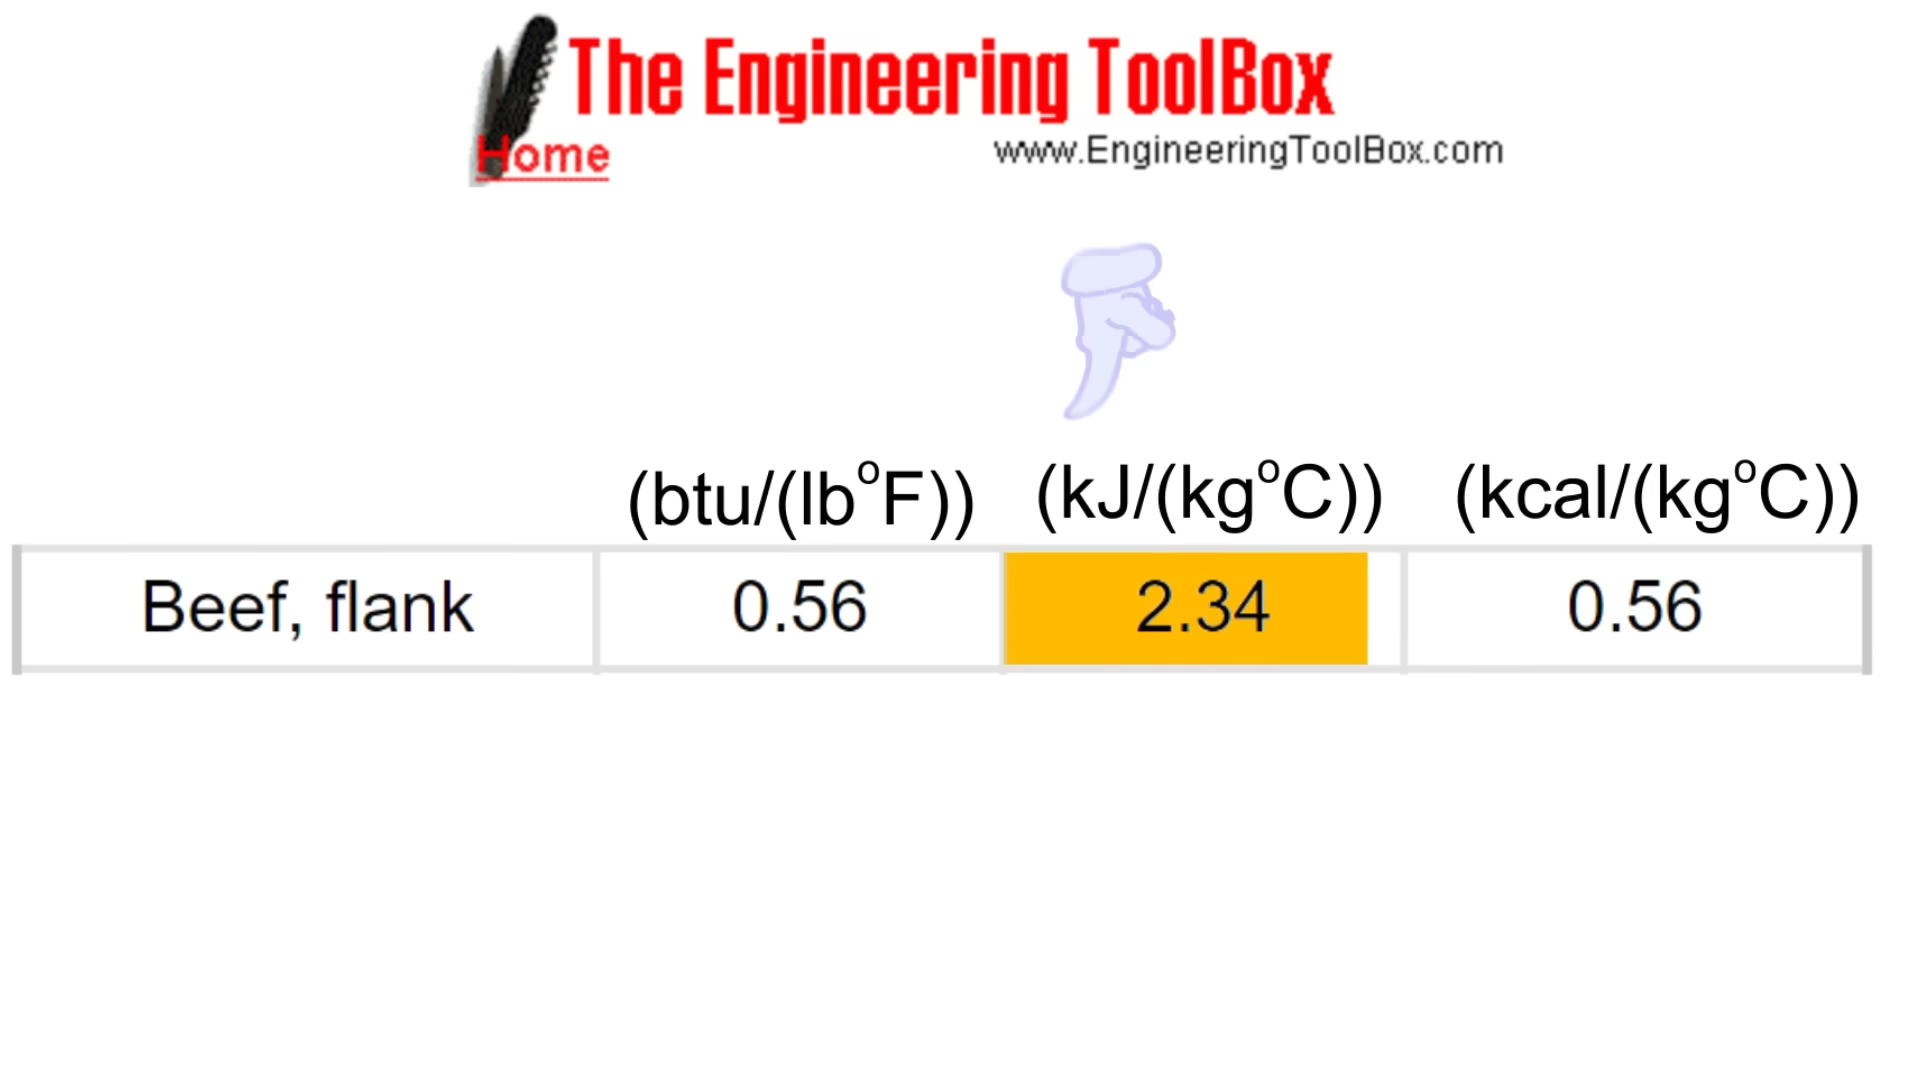 The Engineering ToolBox
Home
www.EngineeringToolBox.com
(btu/(lb°F)) (kJ/(kg°C)) (kcal/(kg°C))
Beef, flank 0.56 2.34 0.56